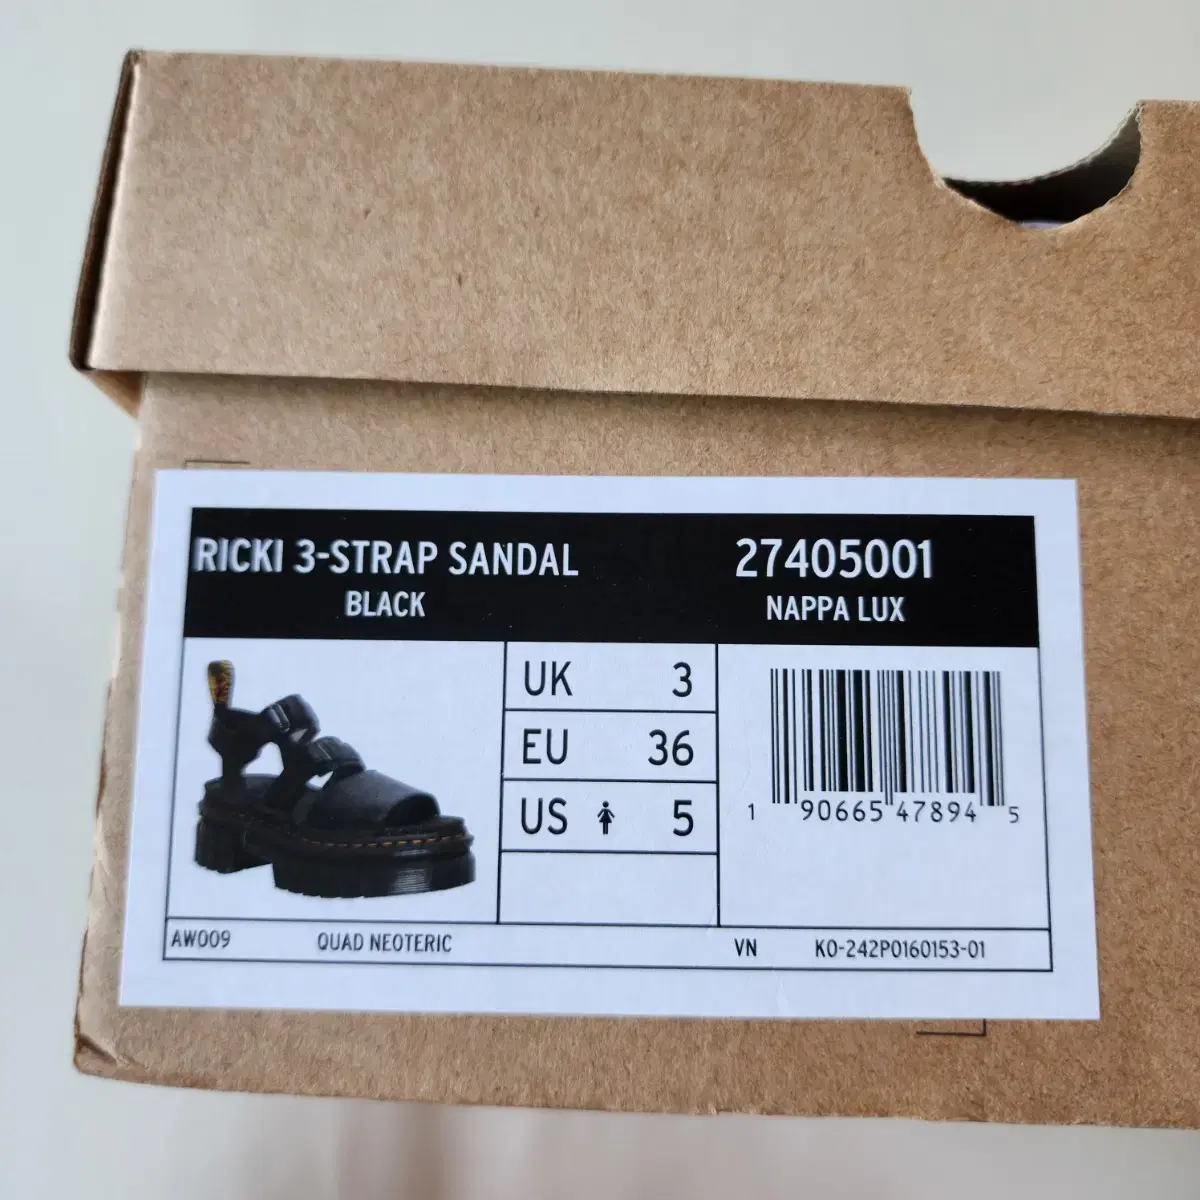 RICKI 3-STRAP SANDAL 27405001
BLACK NAPPA LUX
UK 3
EU 36
US 5
1 90665 47894 5
AW009 QUAD NEOTERIC VN KO-242P0160153-01